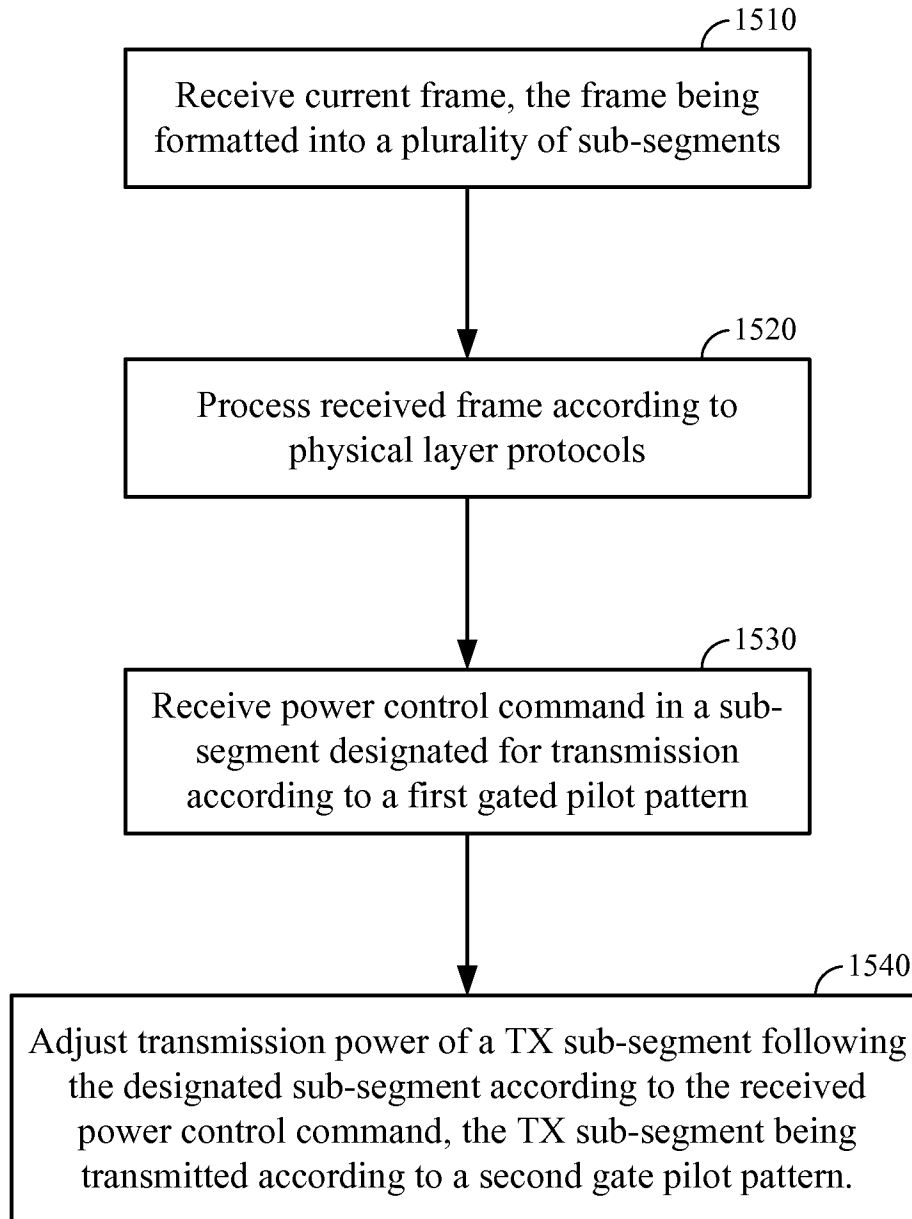 1510
Receive current frame, the frame being
formatted into a plurality of sub-segments
1520
Process received frame according to
physical layer protocols
1530
Receive power control command in a sub-
segment designated for transmission
according to a first gated pilot pattern
1540
Adjust transmission power of a TX sub-segment following
the designated sub-segment according to the received
power control command, the TX sub-segment being
transmitted according to a second gate pilot pattern.